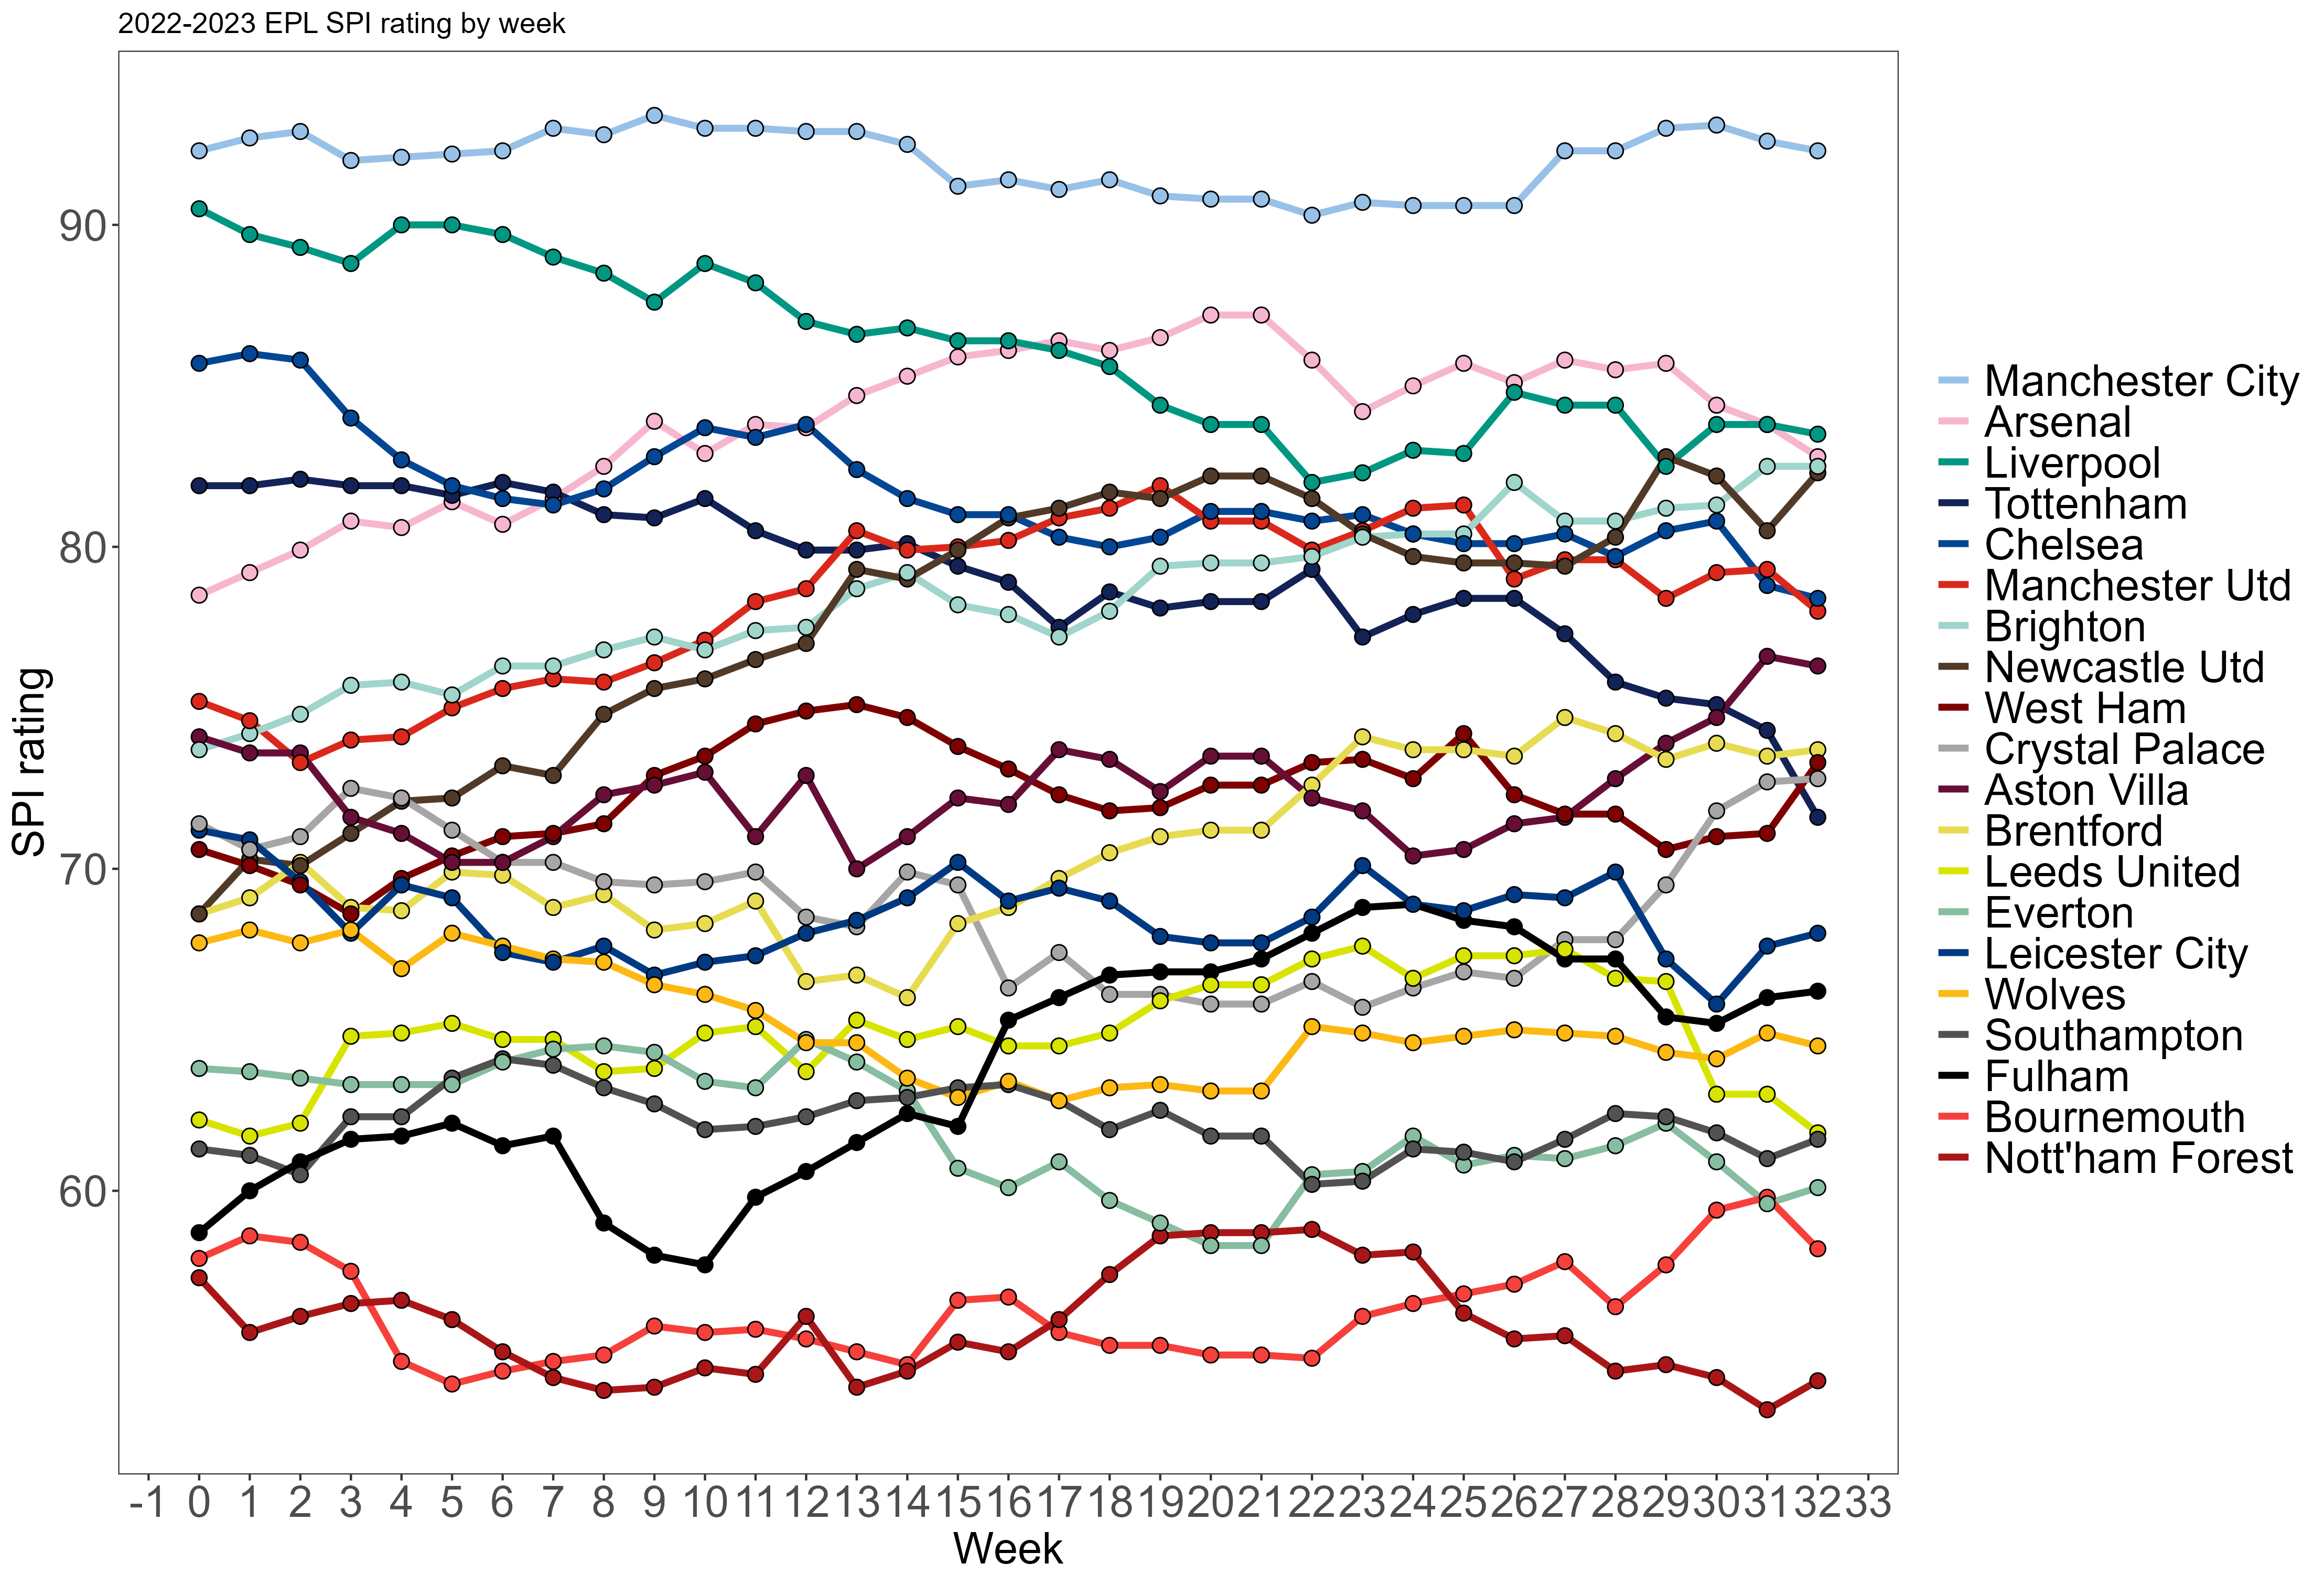 2022-2023 EPL SPI rating by week
SPI rating
90
80
70
60
-1 0 1 2 3 4 5 6 7 8 9 10 11 12 13 14 15 16 17 18 19 20 21 22 23 24 25 26 27 28 29 30 31 32 33
Week
Manchester City
Arsenal
Liverpool
Tottenham
Chelsea
Manchester Utd
Brighton
Newcastle Utd
West Ham
Crystal Palace
Aston Villa
Brentford
Leeds United
Everton
Leicester City
Wolves
Southampton
Fulham
Bournemouth
Nott'ham Forest